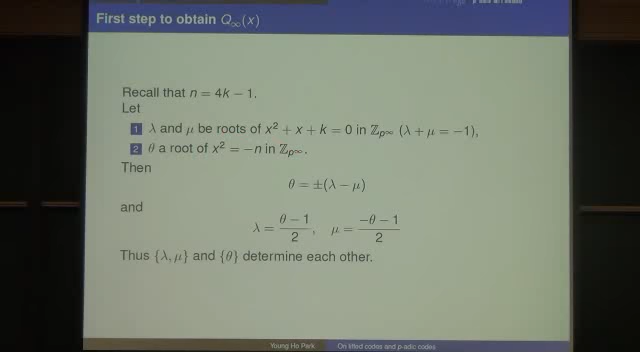 First step to obtain Q∞(x)
Recall that n = 4k − 1.
Let
1 λ and μ be roots of x² + x + k = 0 in ℤp∞ (λ + μ = −1),
2 θ a root of x² = −n in ℤp∞.
Then
θ = ±(λ − μ)
and
λ = (θ − 1)/2, μ = (−θ − 1)/2
Thus {λ, μ} and {θ} determine each other.
Young Ho Park On lifted codes and p-adic codes